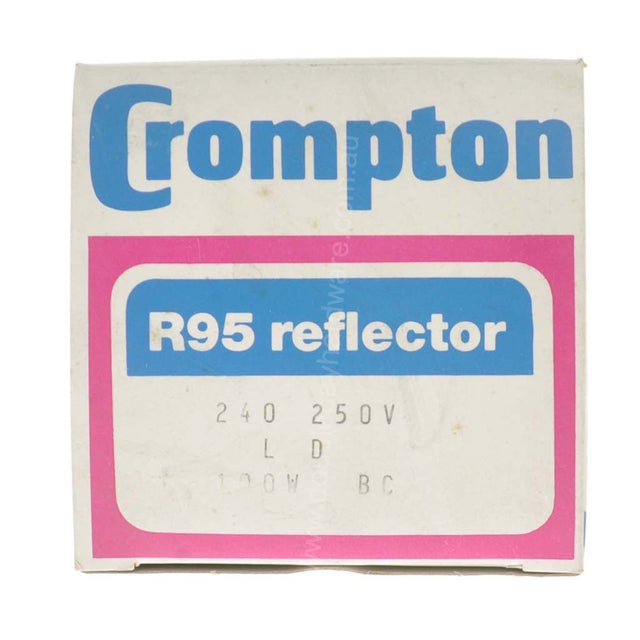 Crompton
R95 reflector
240 250V
L D
100W BC